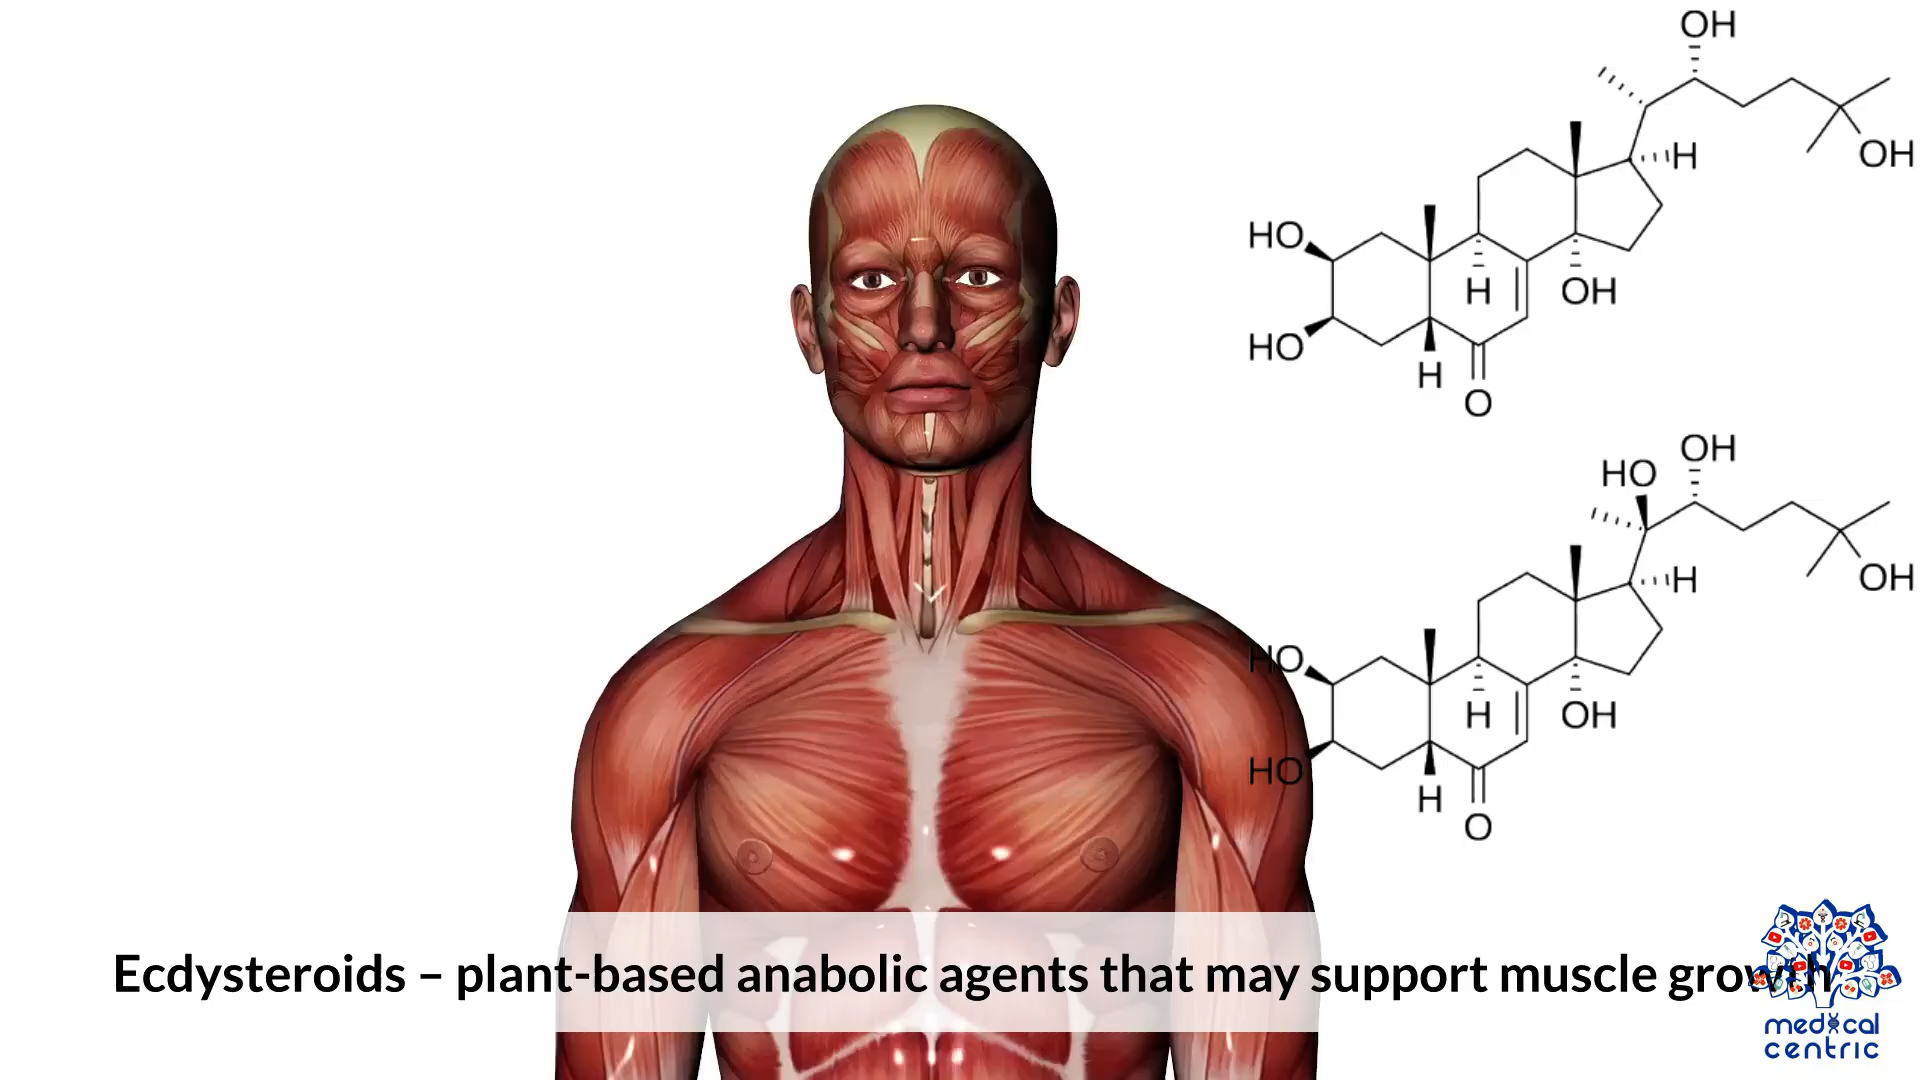 OH
OH
H
HO
H
OH
HO
H
O
OH
HO
OH
H
HO
H
OH
HO
H
O
Ecdysteroids – plant-based anabolic agents that may support muscle growth
medical
centric